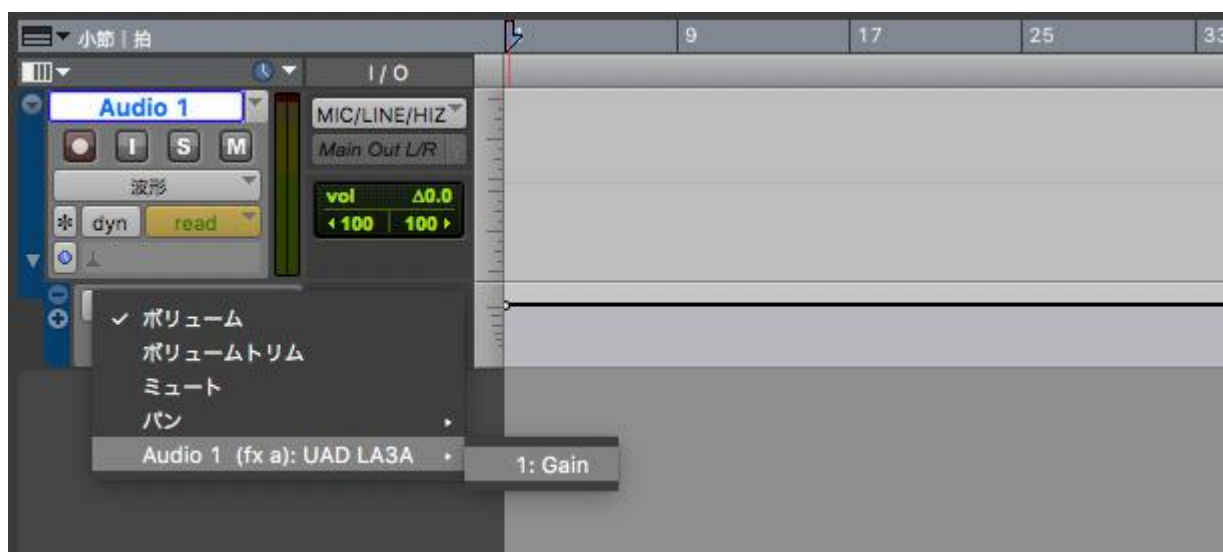 小節|拍
9
17
25
33
I/O
Audio 1
MIC/LINE/HIZ
I S M
Main Out L/R
波形
vol Δ0.0
dyn read
100 100
ボリューム
ボリュームトリム
ミュート
パン
Audio 1 (fx a): UAD LA3A
1: Gain